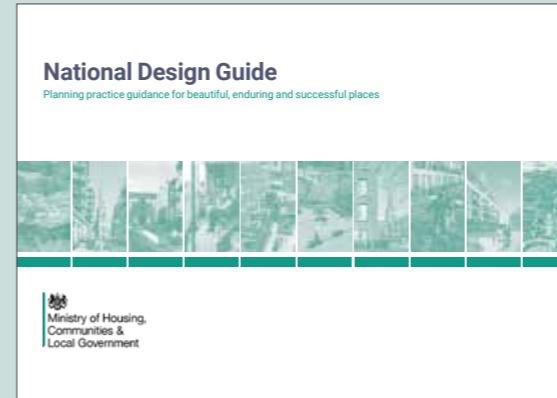 National Design Guide
Planning practice guidance for beautiful, enduring and successful places
Ministry of Housing,
Communities &
Local Government